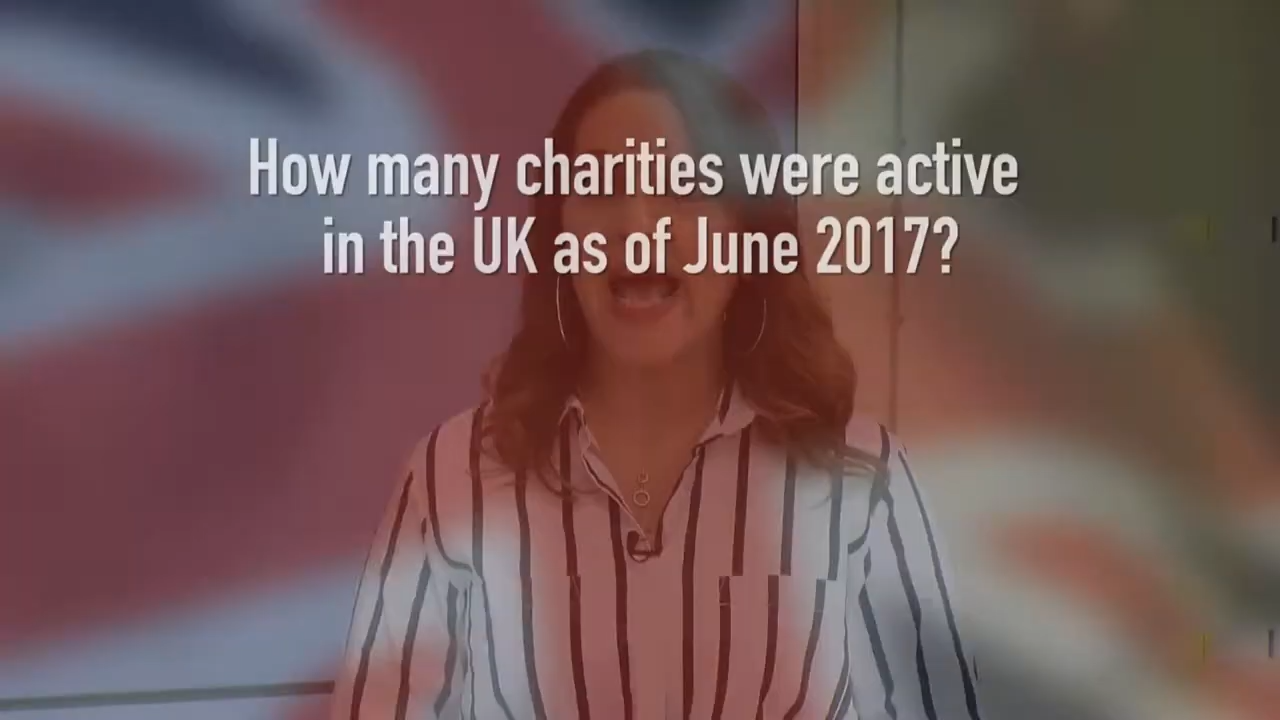 How many charities were active
in the UK as of June 2017?